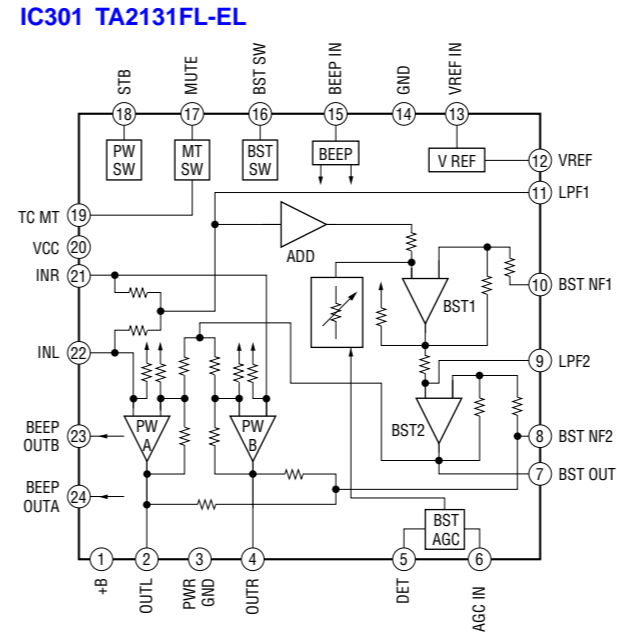 IC301 TA2131FL-EL
STB
MUTE
BST SW
BEEP IN
GND
VREF IN
18
17
16
15
14
13
PW
SW
MT
SW
BST
SW
BEEP
V REF
12 VREF
11 LPF1
TC MT 19
VCC 20
INR 21
ADD
BST1
10 BST NF1
INL 22
9 LPF2
BEEP
OUTB 23
PW
A
PW
B
BST2
8 BST NF2
7 BST OUT
BEEP
OUTA 24
BST
AGC
1
2
3
4
5
6
+B
OUTL
PWR
GND
OUTR
DET
AGC IN